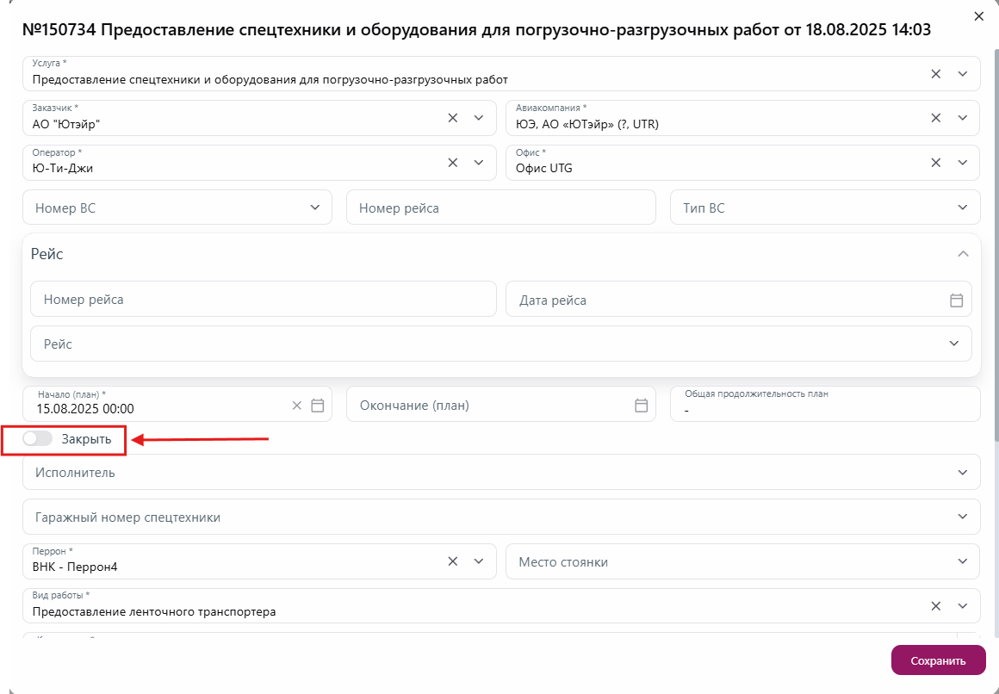 №150734 Предоставление спецтехники и оборудования для погрузочно-разгрузочных работ от 18.08.2025 14:03
Услуга *
Предоставление спецтехники и оборудования для погрузочно-разгрузочных работ
Заказчик *
АО "Ютэйр"
Авиакомпания *
ЮЭ, АО «ЮТэйр» (?, UTR)
Оператор *
Ю-Ти-Джи
Офис *
Офис UTG
Номер ВС
Номер рейса
Тип ВС
Рейс
Номер рейса
Дата рейса
Рейс
Начало (план) *
15.08.2025 00:00
Окончание (план)
Общая продолжительность план
-
Закрыть
Исполнитель
Гаражный номер спецтехники
Перрон *
ВНК - Перрон4
Место стоянки
Вид работы *
Предоставление ленточного транспортера
Сохранить